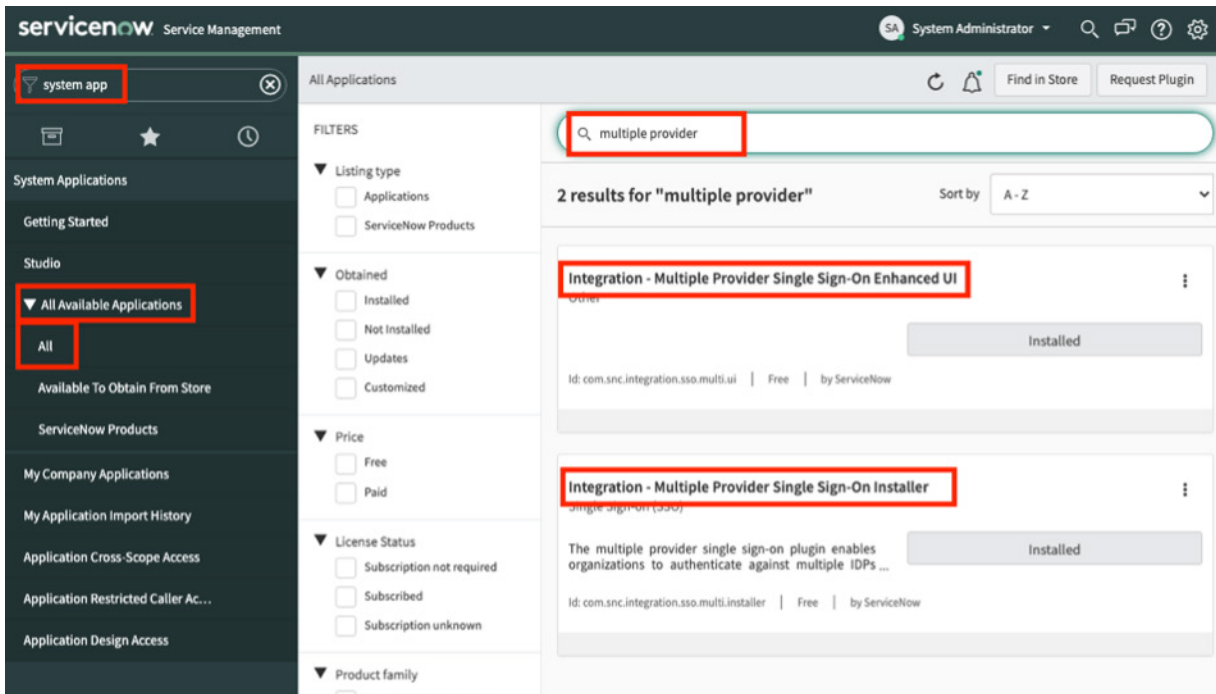 servicenow Service Management
SA System Administrator
system app
System Applications
Getting Started
Studio
All Available Applications
All
Available To Obtain From Store
ServiceNow Products
My Company Applications
My Application Import History
Application Cross-Scope Access
Application Restricted Caller Ac...
Application Design Access
All Applications
Find in Store
Request Plugin
FILTERS
Listing type
Applications
ServiceNow Products
Obtained
Installed
Not Installed
Updates
Customized
Price
Free
Paid
License Status
Subscription not required
Subscribed
Subscription unknown
Product family
multiple provider
2 results for "multiple provider"
Sort by A - Z
Integration - Multiple Provider Single Sign-On Enhanced UI
Other
Installed
Id: com.snc.integration.sso.multi.ui | Free | by ServiceNow
Integration - Multiple Provider Single Sign-On Installer
Single Sign-on (SSO)
The multiple provider single sign-on plugin enables
organizations to authenticate against multiple IDPs ...
Installed
Id: com.snc.integration.sso.multi.installer | Free | by ServiceNow